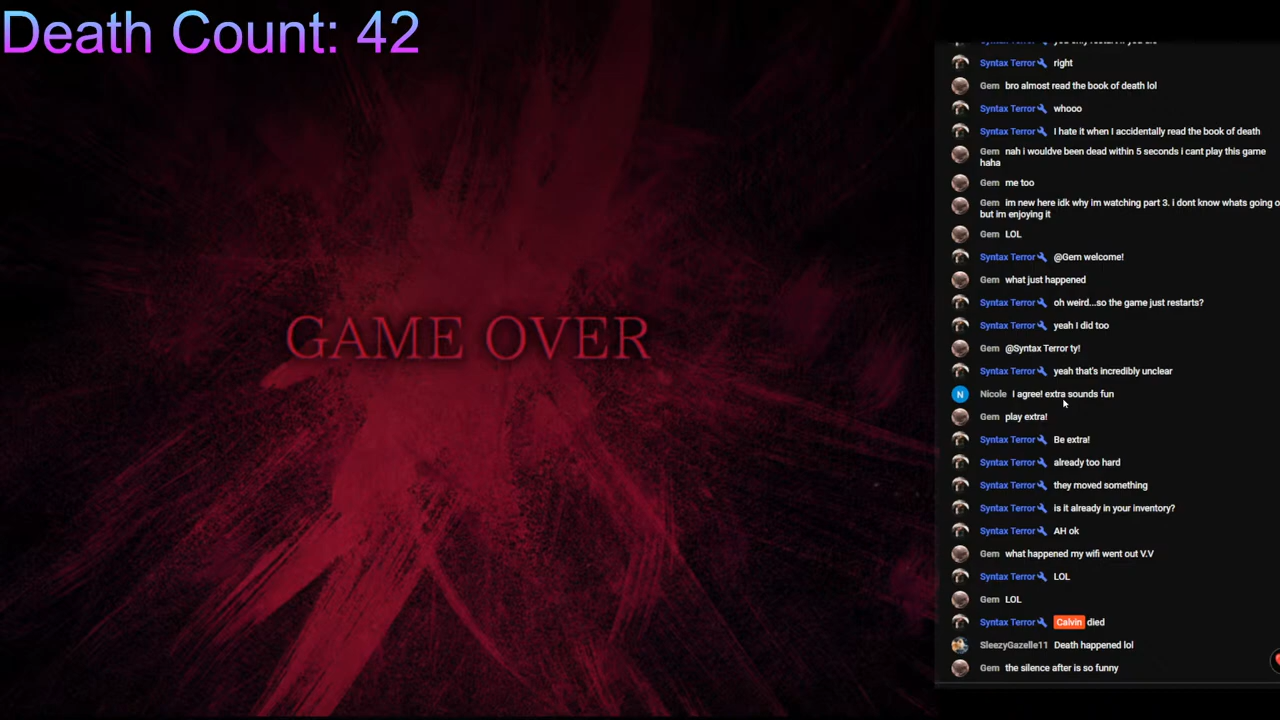 Death Count: 42
GAME OVER
Syntax Terror right
Gem bro almost read the book of death lol
Syntax Terror whooo
Syntax Terror I hate it when I accidentally read the book of death
Gem nah i wouldve been dead within 5 seconds i cant play this game
haha
Gem me too
Gem im new here idk why im watching part 3. i dont know whats going
but im enjoying it
Gem LOL
Syntax Terror @Gem welcome!
Gem what just happened
Syntax Terror oh weird...so the game just restarts?
Syntax Terror yeah I did too
Gem @Syntax Terror ty!
Syntax Terror yeah that's incredibly unclear
N Nicole I agree! extra sounds fun
Gem play extra!
Syntax Terror Be extra!
Syntax Terror already too hard
Syntax Terror they moved something
Syntax Terror is it already in your inventory?
Syntax Terror AH ok
Gem what happened my wifi went out V.V
Syntax Terror LOL
Gem LOL
Syntax Terror Calvin died
SleezyGazelle11 Death happened lol
Gem the silence after is so funny